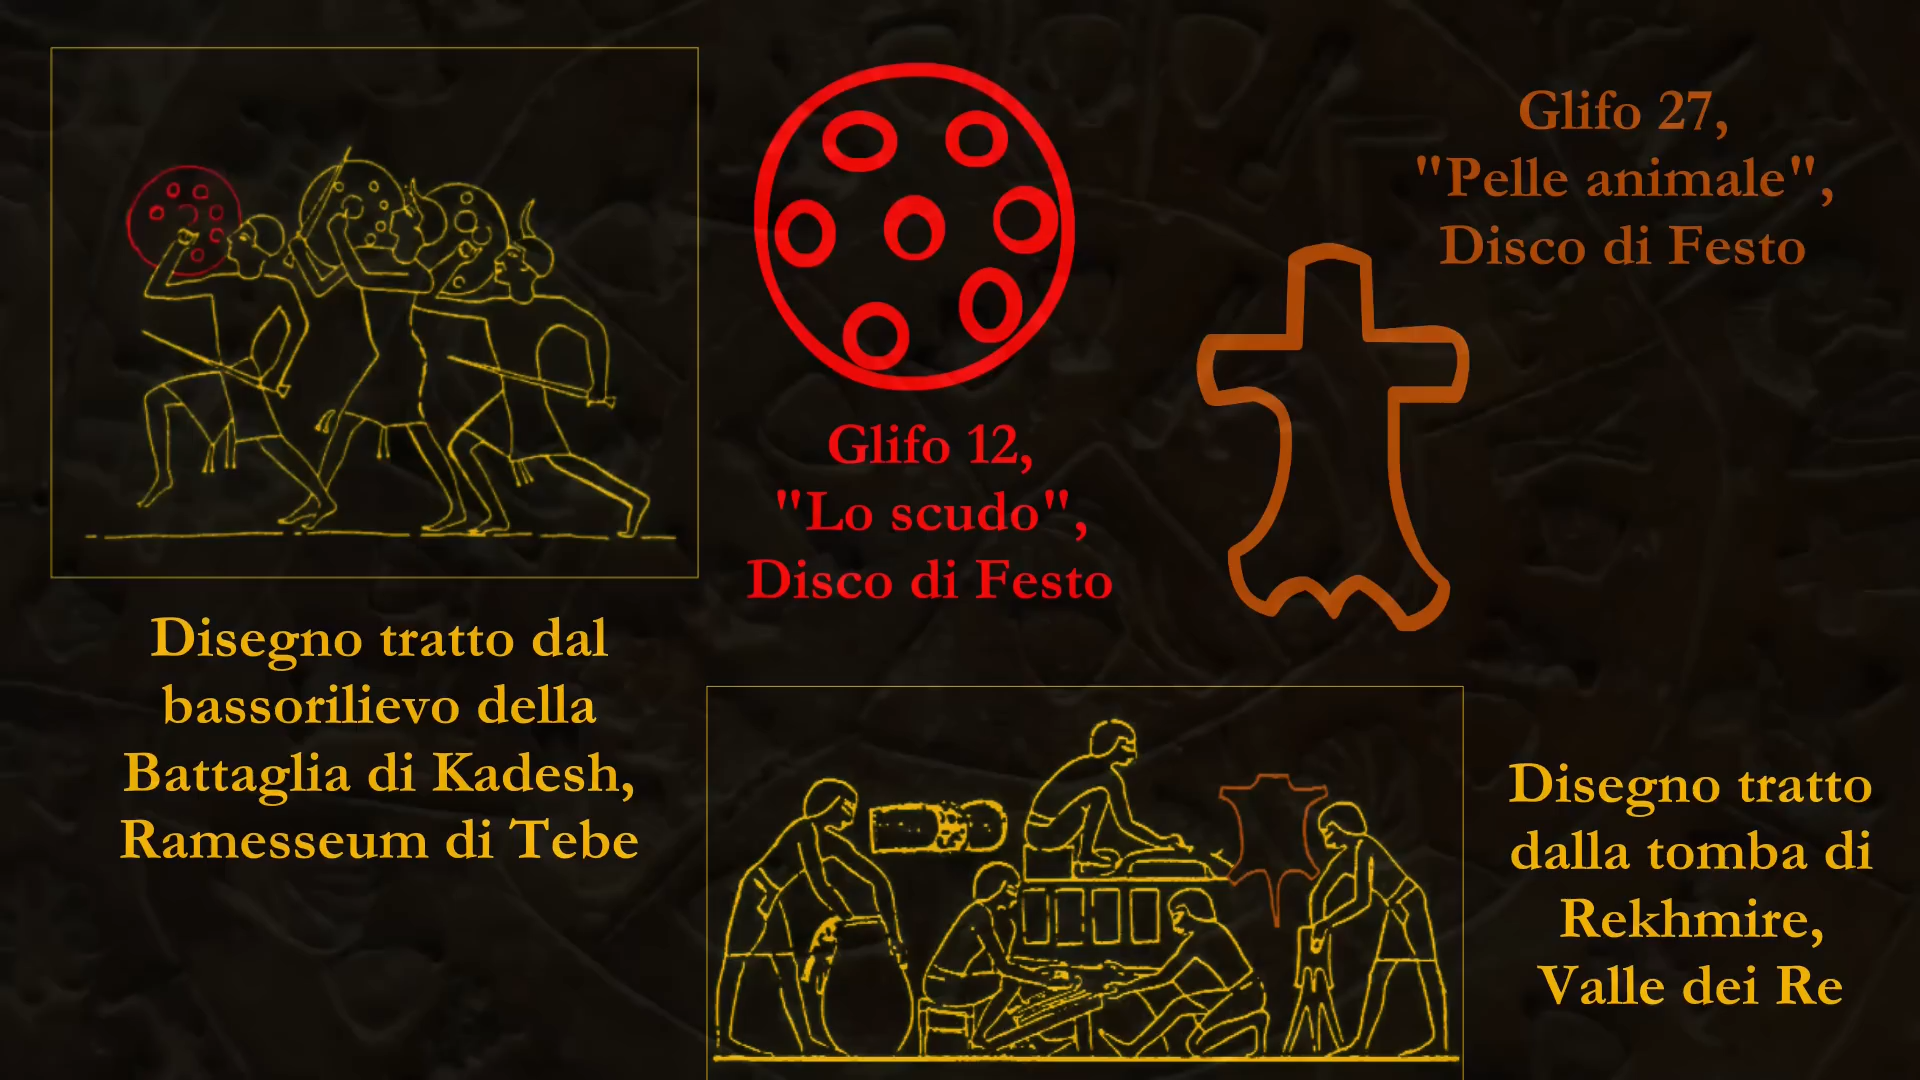 Glifo 27,
"Pelle animale",
Disco di Festo
Glifo 12,
"Lo scudo",
Disco di Festo
Disegno tratto dal
bassorilievo della
Battaglia di Kadesh,
Ramesseum di Tebe
Disegno tratto
dalla tomba di
Rekhmire,
Valle dei Re